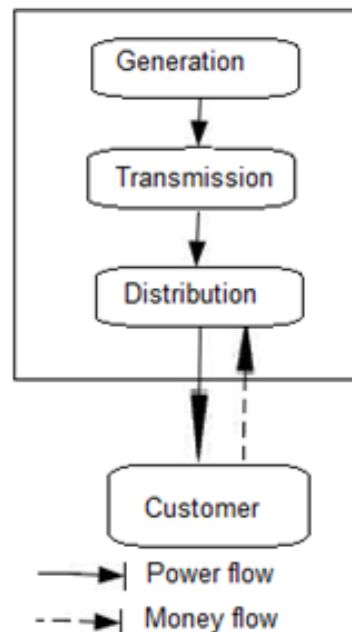 Generation
Transmission
Distribution
Customer
Power flow
Money flow